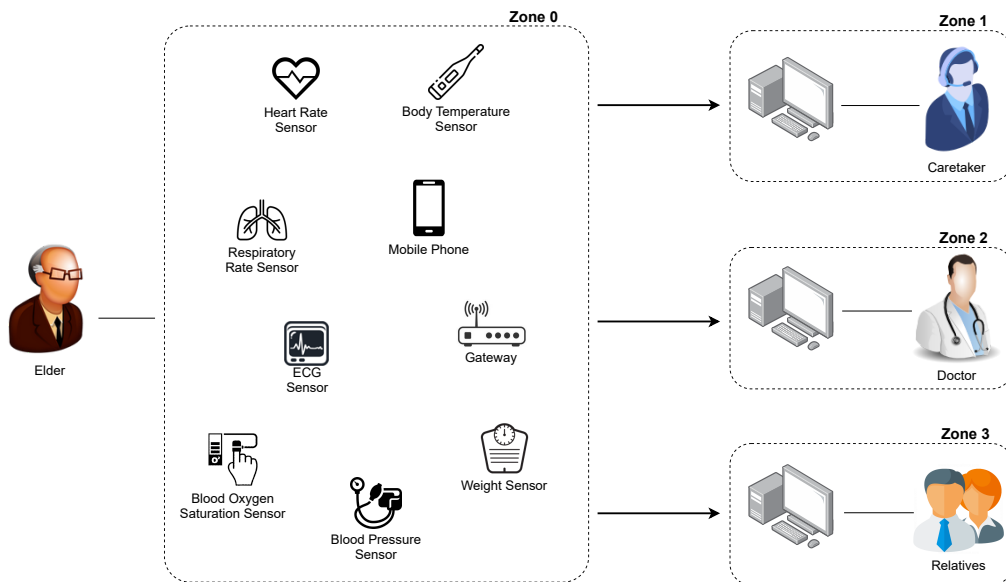 Zone 0
Zone 1
Heart Rate
Sensor
Body Temperature
Sensor
Caretaker
Respiratory
Rate Sensor
Mobile Phone
Zone 2
Elder
ECG
Sensor
Gateway
Doctor
Zone 3
Blood Oxygen
Saturation Sensor
Weight Sensor
Blood Pressure
Sensor
Relatives